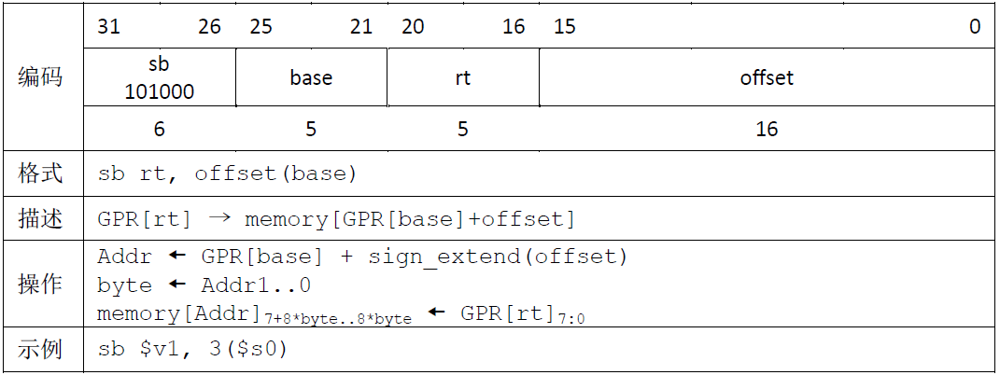 编码
31 26 25 21 20 16 15 0
sb
101000
base rt offset
6 5 5 16
格式 sb rt, offset(base)
描述 GPR[rt] → memory[GPR[base]+offset]
操作
Addr ← GPR[base] + sign_extend(offset)
byte ← Addr1..0
memory[Addr]7+8*byte..8*byte ← GPR[rt]7:0
示例 sb $v1, 3($s0)